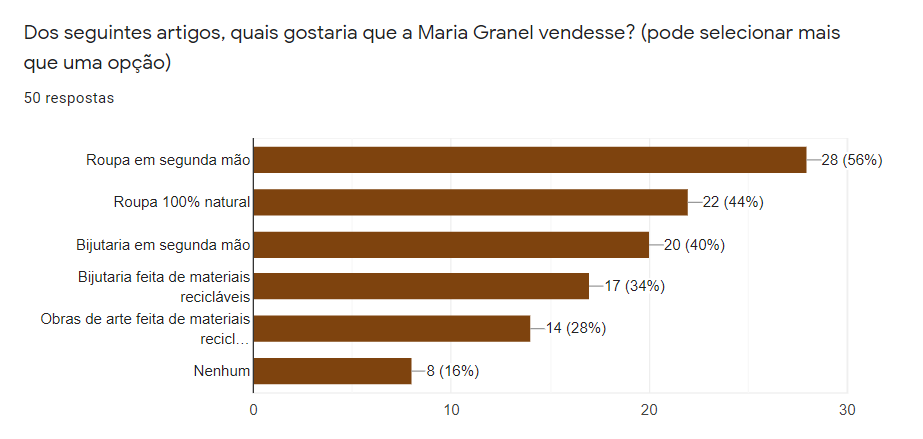 Dos seguintes artigos, quais gostaria que a Maria Granel vendesse? (pode selecionar mais
que uma opção)
50 respostas
Roupa em segunda mão
28 (56%)
Roupa 100% natural
22 (44%)
Bijutaria em segunda mão
20 (40%)
Bijutaria feita de materiais
recicláveis
17 (34%)
Obras de arte feita de materiais
recicl…
14 (28%)
Nenhum
8 (16%)
0 10 20 30